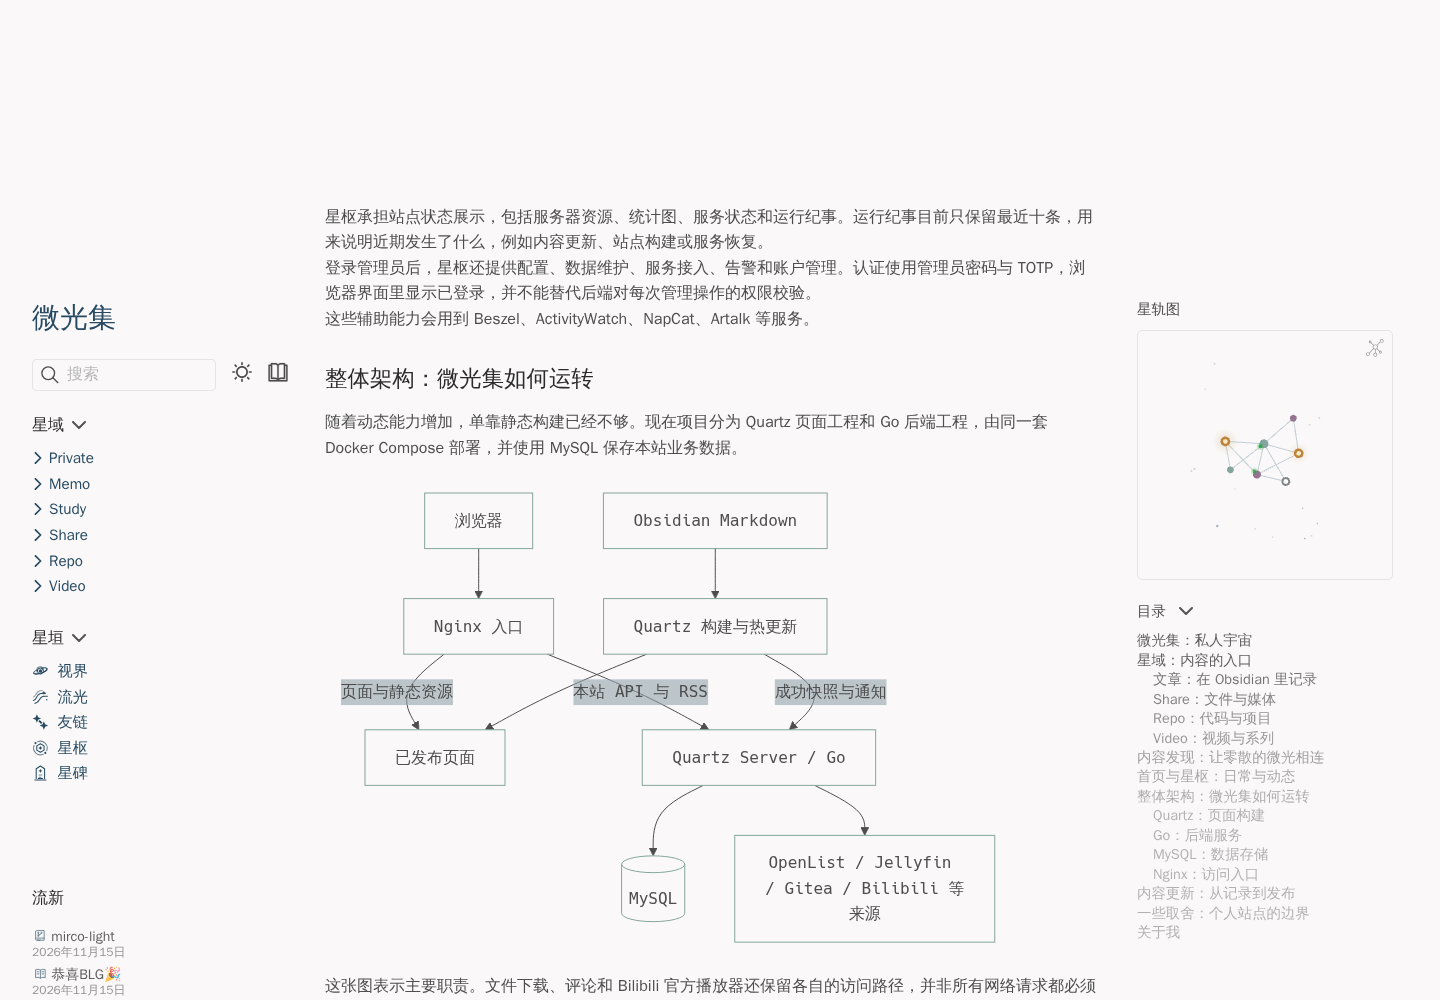 微光集
搜索
星域
Private
Memo
Study
Share
Repo
Video
星垣
视界
流光
友链
星枢
星碑
流新
mirco-light
2026年11月15日
恭喜BLG🎉
2026年11月15日
星枢承担站点状态展示，包括服务器资源、统计图、服务状态和运行纪事。运行纪事目前只保留最近十条，用
来说明近期发生了什么，例如内容更新、站点构建或服务恢复。
登录管理员后，星枢还提供配置、数据维护、服务接入、告警和账户管理。认证使用管理员密码与 TOTP，浏
览器界面里显示已登录，并不能替代后端对每次管理操作的权限校验。
这些辅助能力会用到 Beszel、ActivityWatch、NapCat、Artalk 等服务。
整体架构：微光集如何运转
随着动态能力增加，单靠静态构建已经不够。现在项目分为 Quartz 页面工程和 Go 后端工程，由同一套
Docker Compose 部署，并使用 MySQL 保存本站业务数据。
浏览器
Obsidian Markdown
Nginx 入口
Quartz 构建与热更新
页面与静态资源
本站 API 与 RSS
成功快照与通知
已发布页面
Quartz Server / Go
MySQL
OpenList / Jellyfin
/ Gitea / Bilibili 等
来源
这张图表示主要职责。文件下载、评论和 Bilibili 官方播放器还保留各自的访问路径，并非所有网络请求都必须
星轨图
目录
微光集：私人宇宙
星域：内容的入口
文章：在 Obsidian 里记录
Share：文件与媒体
Repo：代码与项目
Video：视频与系列
内容发现：让零散的微光相连
首页与星枢：日常与动态
整体架构：微光集如何运转
Quartz：页面构建
Go：后端服务
MySQL：数据存储
Nginx：访问入口
内容更新：从记录到发布
一些取舍：个人站点的边界
关于我